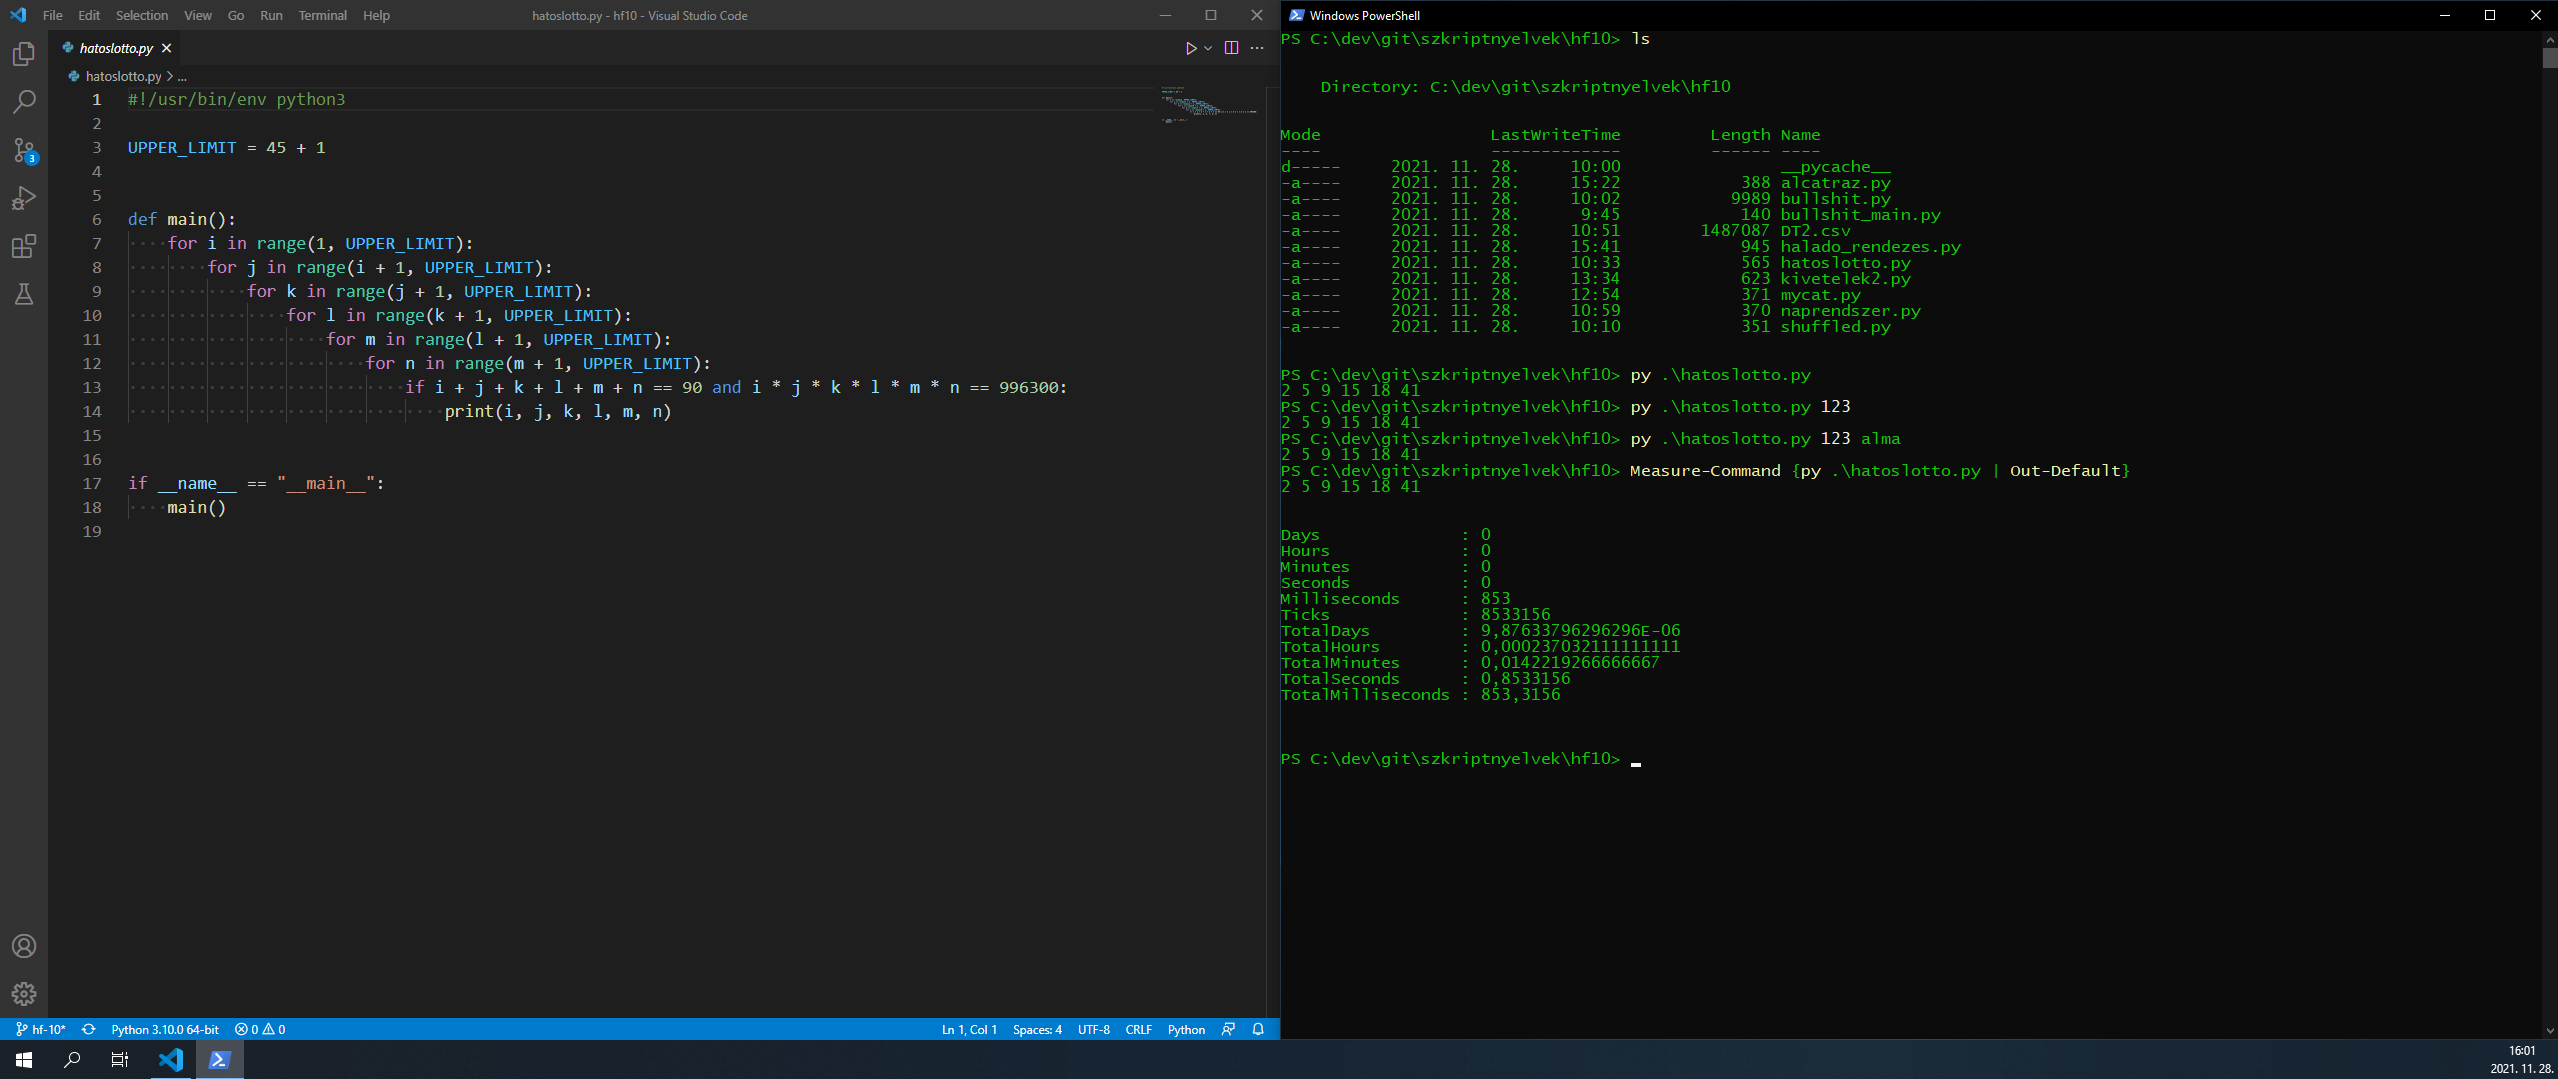 File Edit Selection View Go Run Terminal Help hatoslotto.py - hf10 - Visual Studio Code
hatoslotto.py
hatoslotto.py > ...
1 #!/usr/bin/env python3
2
3 UPPER_LIMIT = 45 + 1
4
5
6 def main():
7 for i in range(1, UPPER_LIMIT):
8 for j in range(i + 1, UPPER_LIMIT):
9 for k in range(j + 1, UPPER_LIMIT):
10 for l in range(k + 1, UPPER_LIMIT):
11 for m in range(l + 1, UPPER_LIMIT):
12 for n in range(m + 1, UPPER_LIMIT):
13 if i + j + k + l + m + n == 90 and i * j * k * l * m * n == 996300:
14 print(i, j, k, l, m, n)
15
16
17 if __name__ == "__main__":
18 main()
19
3
hf-10* Python 3.10.0 64-bit 0 0 Ln 1, Col 1 Spaces: 4 UTF-8 CRLF Python
Windows PowerShell
PS C:\dev\git\szkriptnyelvek\hf10> ls
Directory: C:\dev\git\szkriptnyelvek\hf10
Mode LastWriteTime Length Name
---- ------------- ------ ----
d----- 2021. 11. 28. 10:00 __pycache__
-a---- 2021. 11. 28. 15:22 388 alcatraz.py
-a---- 2021. 11. 28. 10:02 9989 bullshit.py
-a---- 2021. 11. 28. 9:45 140 bullshit_main.py
-a---- 2021. 11. 28. 10:51 1487087 DT2.csv
-a---- 2021. 11. 28. 15:41 945 halado_rendezes.py
-a---- 2021. 11. 28. 10:33 565 hatoslotto.py
-a---- 2021. 11. 28. 13:34 623 kivetelek2.py
-a---- 2021. 11. 28. 12:54 371 mycat.py
-a---- 2021. 11. 28. 10:59 370 naprendszer.py
-a---- 2021. 11. 28. 10:10 351 shuffled.py
PS C:\dev\git\szkriptnyelvek\hf10> py .\hatoslotto.py
2 5 9 15 18 41
PS C:\dev\git\szkriptnyelvek\hf10> py .\hatoslotto.py 123
2 5 9 15 18 41
PS C:\dev\git\szkriptnyelvek\hf10> py .\hatoslotto.py 123 alma
2 5 9 15 18 41
PS C:\dev\git\szkriptnyelvek\hf10> Measure-Command {py .\hatoslotto.py | Out-Default}
2 5 9 15 18 41
Days : 0
Hours : 0
Minutes : 0
Seconds : 0
Milliseconds : 853
Ticks : 8533156
TotalDays : 9,87633796296296E-06
TotalHours : 0,000237032111111111
TotalMinutes : 0,0142219266666667
TotalSeconds : 0,8533156
TotalMilliseconds : 853,3156
PS C:\dev\git\szkriptnyelvek\hf10>
16:01
2021. 11. 28.